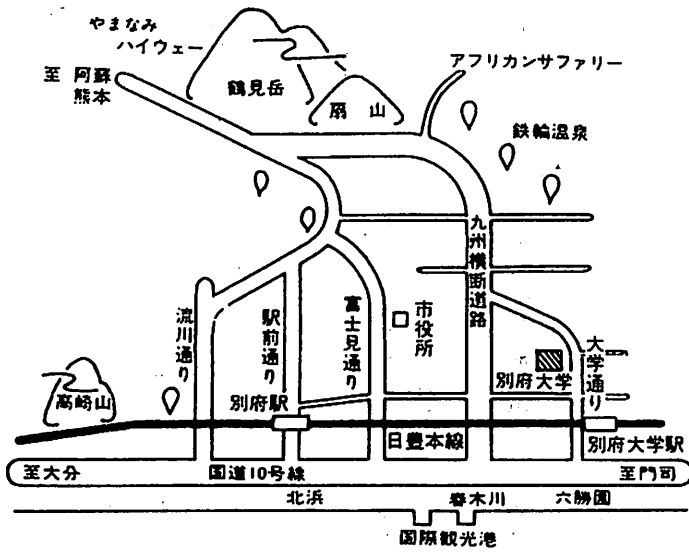 やまなみ
ハイウェー
アフリカンサファリー
至 阿蘇
熊本
鶴見岳
扇 山
鉄輪温泉
九州横断道路
流川通り
駅前通り
富士見通り
市役所
大学通り
別府大学
高崎山
別府駅
日豊本線
別府大学駅
至大分
国道10号線
至門司
北浜
春木川
六勝園
国際観光港